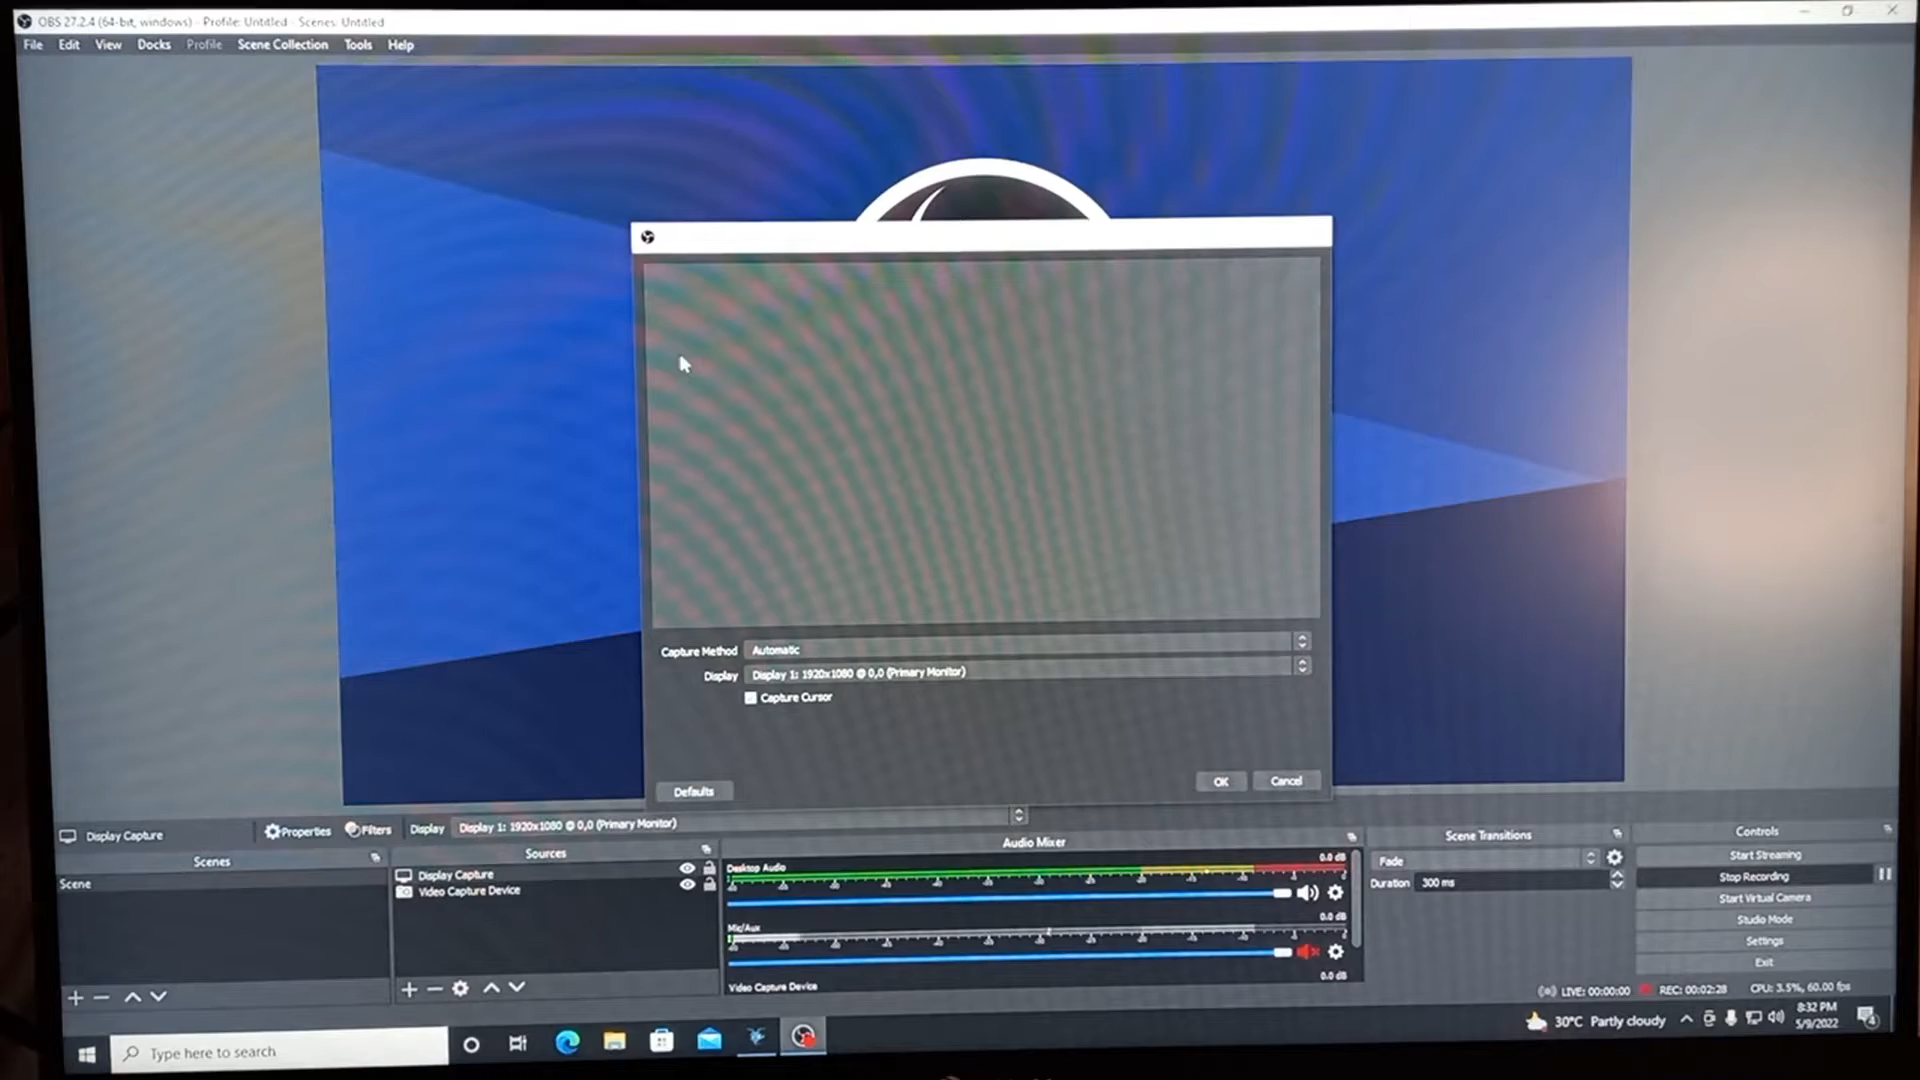 OBS 27.2.4 (64-bit, windows) - Profile: Untitled - Scenes: Untitled
File Edit View Docks Profile Scene Collection Tools Help
Capture Method Automatic
Display Display 1: 1920x1080 @ 0,0 (Primary Monitor)
Capture Cursor
Defaults OK Cancel
Display Capture Properties Filters Display Display 1: 1920x1080 @ 0,0 (Primary Monitor)
Scenes
Scene
Sources
Display Capture
Video Capture Device
Audio Mixer
Desktop Audio 0.0 dB
Mic/Aux 0.0 dB
Video Capture Device 0.0 dB
Scene Transitions
Fade
Duration 300 ms
Controls
Start Streaming
Stop Recording
Start Virtual Camera
Studio Mode
Settings
Exit
LIVE: 00:00:00 REC: 00:02:28 CPU: 3.5%, 60.00 fps
Type here to search
30°C Partly cloudy
8:32 PM
5/9/2022
4